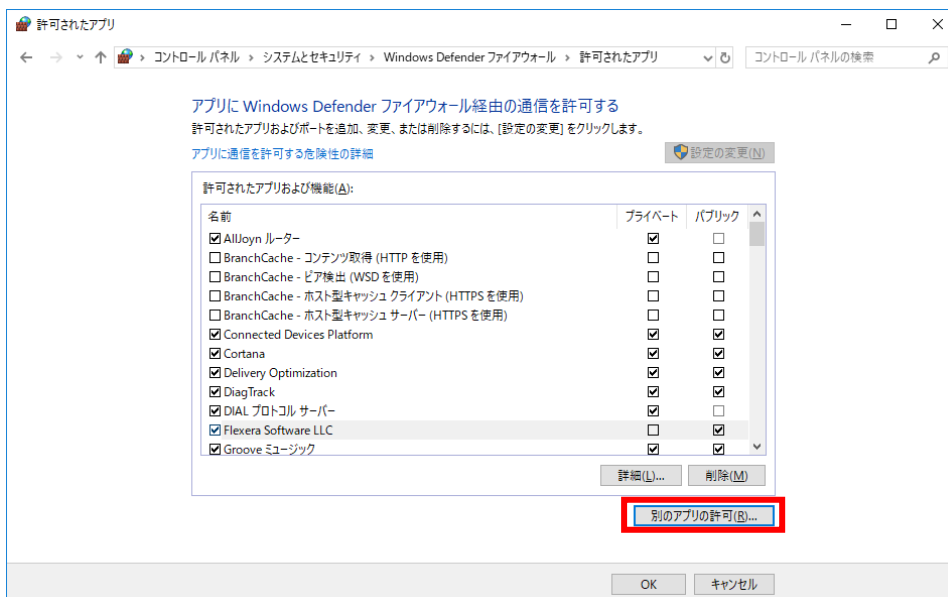 許可されたアプリ
コントロール パネル › システムとセキュリティ › Windows Defender ファイアウォール › 許可されたアプリ
コントロール パネルの検索
アプリに Windows Defender ファイアウォール経由の通信を許可する
許可されたアプリおよびポートを追加、変更、または削除するには、[設定の変更] をクリックします。
アプリに通信を許可する危険性の詳細
設定の変更(N)
許可されたアプリおよび機能(A):
名前 プライベート パブリック
AllJoyn ルーター
BranchCache - コンテンツ取得 (HTTP を使用)
BranchCache - ピア検出 (WSD を使用)
BranchCache - ホスト型キャッシュ クライアント (HTTPS を使用)
BranchCache - ホスト型キャッシュ サーバー (HTTPS を使用)
Connected Devices Platform
Cortana
Delivery Optimization
DiagTrack
DIAL プロトコル サーバー
Flexera Software LLC
Groove ミュージック
詳細(L)... 削除(M)
別のアプリの許可(R)...
OK キャンセル